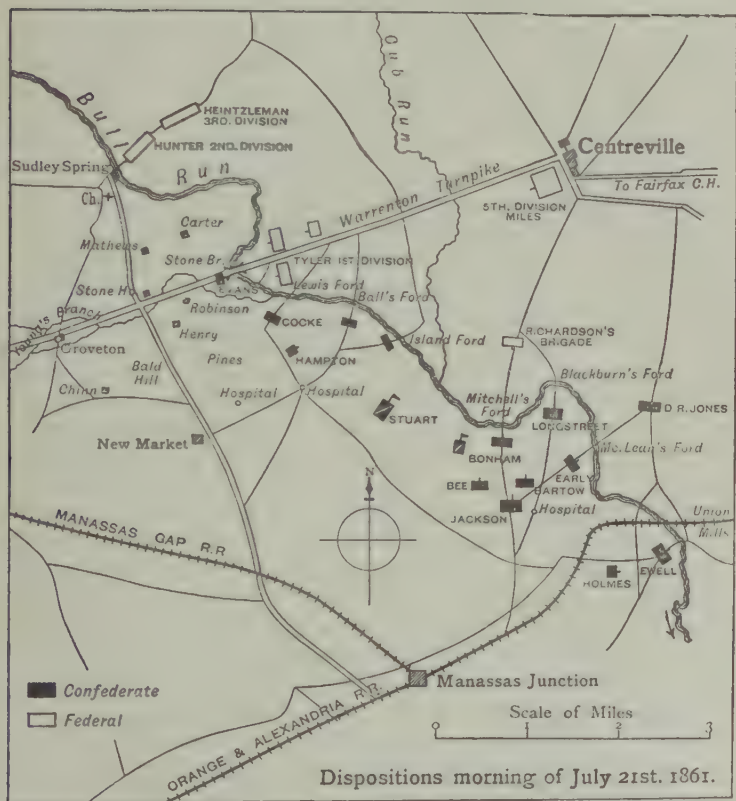 Bull
Run
Cub Run
HEINTZLEMAN
3RD. DIVISION
HUNTER 2ND. DIVISION
Sudley Spring
Ch.
Centreville
To Fairfax C.H.
5TH. DIVISION
MILES
Warrenton Turnpike
Carter
Mathews
Stone Br.
TYLER 1ST. DIVISION
EVANS
Lewis Ford
Stone Ho.
Robinson
Ball's Ford
Young's Branch
Henry
COCKE
Island Ford
RICHARDSON'S
BRIGADE
Groveton
Bald
Hill
Pines
HAMPTON
Blackburn's Ford
Chinn
Hospital
Hospital
Mitchell's
Ford
STUART
LONGSTREET
D R. JONES
New Market
BONHAM
Mc.Lean's Ford
EARLY
BEE
BARTOW
JACKSON
Hospital
Union
Mills
N
MANASSAS GAP R.R
HOLMES
EWELL
Confederate
Federal
Manassas Junction
ORANGE & ALEXANDRIA R.R.
Scale of Miles
0 1 2 3
Dispositions morning of July 21st. 1861.